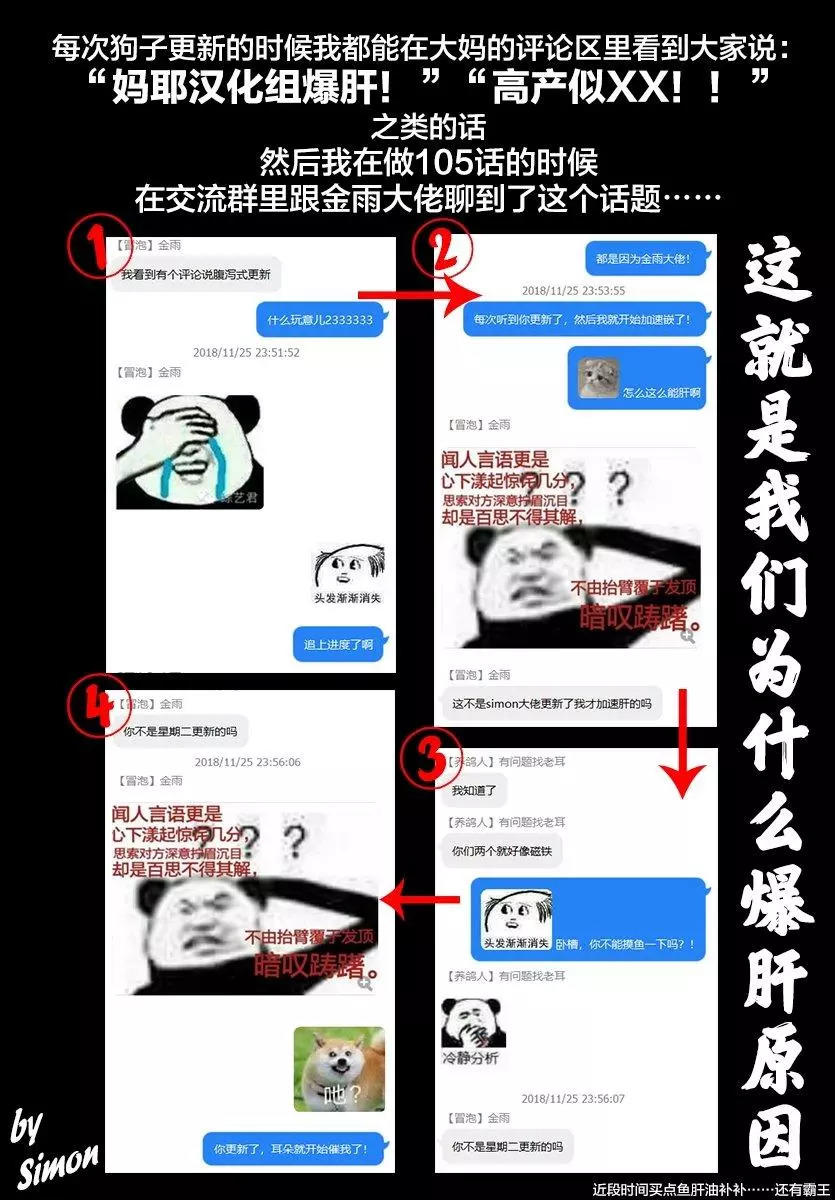 每次狗子更新的时候我都能在大妈的评论区里看到大家说：
“妈耶汉化组爆肝！”“高产似XX！！”
之类的话
然后我在做105话的时候
在交流群里跟金雨大佬聊到了这个话题……
1
【冒泡】金雨
我看到有个评论说腹泻式更新
什么玩意儿2333333
2018/11/25 23:51:52
【冒泡】金雨
综艺君
头发渐渐消失
追上进度了啊
2
都是因为金雨大佬！
2018/11/25 23:53:55
每次听到你更新了，然后我就开始加速嵌了！
怎么这么能肝啊
【冒泡】金雨
闻人言语更是
心下漾起惊悸几分，
？？？
思索对方深意拧眉沉目
却是百思不得其解，
不由抬臂覆于发顶
暗叹踌躇。
【冒泡】金雨
这不是simon大佬更新了我才加速肝的吗
3
【养鸽人】有问题找老耳
我知道了
【养鸽人】有问题找老耳
你们两个就好像磁铁
头发渐渐消失
卧槽，你不能摸鱼一下吗？！
【养鸽人】有问题找老耳
冷静分析
2018/11/25 23:56:07
【冒泡】金雨
你不是星期二更新的吗
4
【冒泡】金雨
你不是星期二更新的吗
2018/11/25 23:56:06
【冒泡】金雨
闻人言语更是
心下漾起惊悸几分，
？？？
思索对方深意拧眉沉目
却是百思不得其解，
不由抬臂覆于发顶
暗叹踌躇。
吔？
你更新了，耳朵就开始催我了！
这就是我们为什么爆肝原因
by
Simon
近段时间买点鱼肝油补补……还有霸王